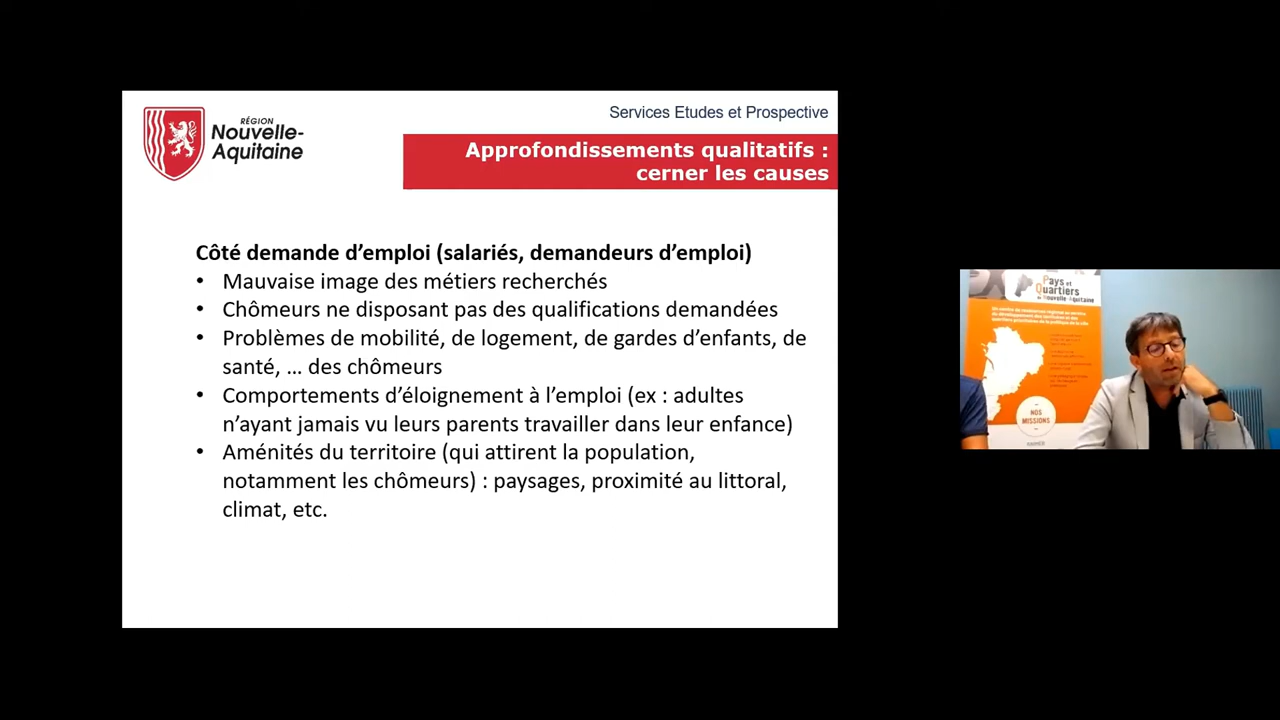 RÉGION
Nouvelle-
Aquitaine
Services Etudes et Prospective
Approfondissements qualitatifs :
cerner les causes
Côté demande d’emploi (salariés, demandeurs d’emploi)
• Mauvaise image des métiers recherchés
• Chômeurs ne disposant pas des qualifications demandées
• Problèmes de mobilité, de logement, de gardes d’enfants, de
santé, … des chômeurs
• Comportements d’éloignement à l’emploi (ex : adultes
n’ayant jamais vu leurs parents travailler dans leur enfance)
• Aménités du territoire (qui attirent la population,
notamment les chômeurs) : paysages, proximité au littoral,
climat, etc.
Pays et
Quartiers
de Nouvelle-Aquitaine
NOS
MISSIONS